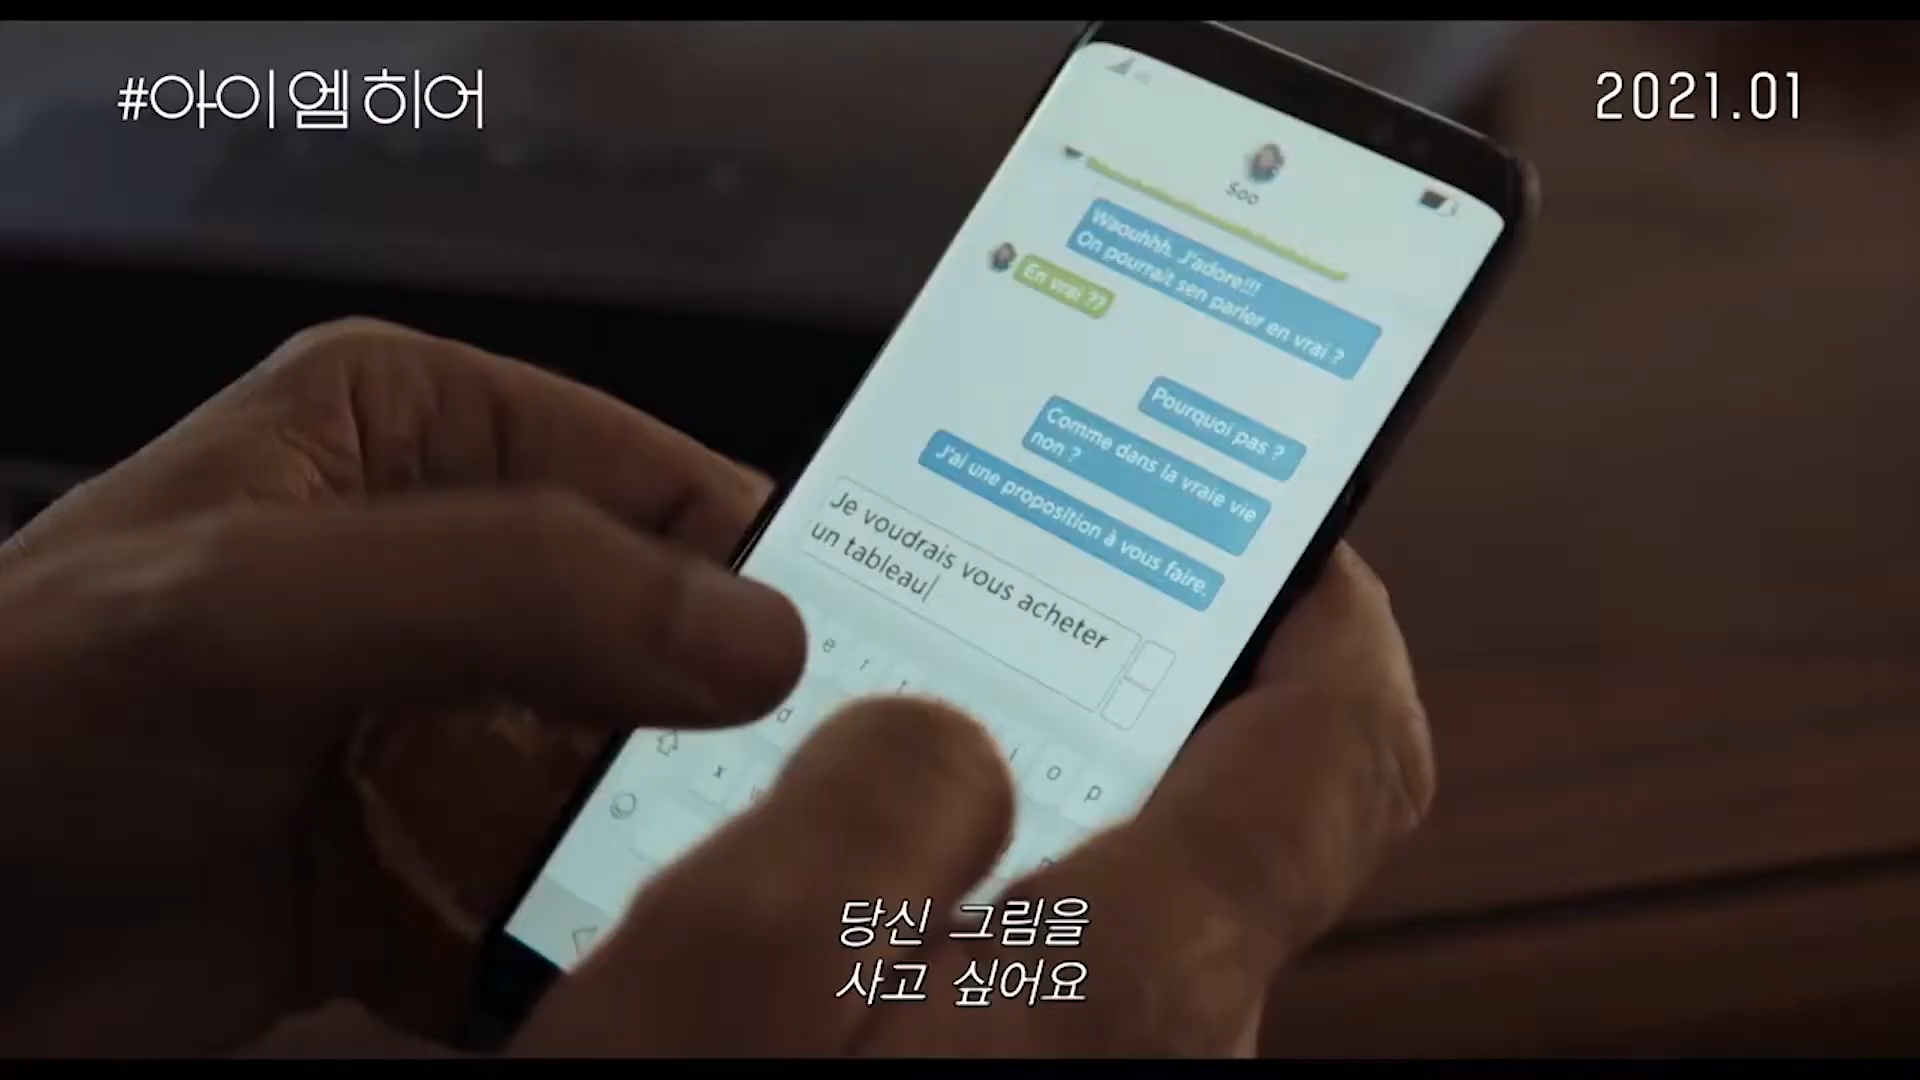 #아이엠히어
2021.01
Soo
Waouhhh. J'adore!!!
On pourrait sen parler en vrai ?
En vrai ??
Pourquoi pas ?
Comme dans la vraie vie
non ?
J'ai une proposition à vous faire.
Je voudrais vous acheter
un tableau
e r t i o p
d
x
당신 그림을
사고 싶어요